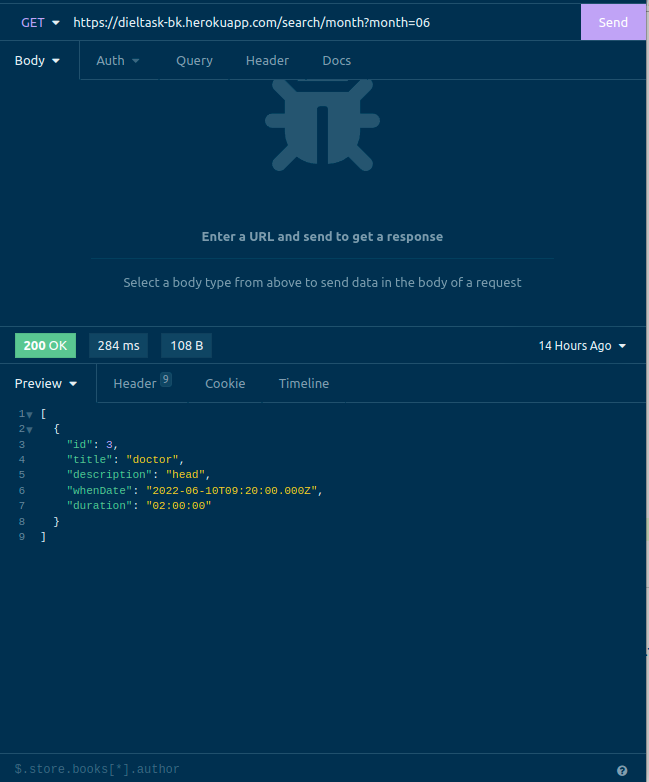 GET https://dieltask-bk.herokuapp.com/search/month?month=06 Send
Body Auth Query Header Docs
Enter a URL and send to get a response
Select a body type from above to send data in the body of a request
200 OK 284 ms 108 B 14 Hours Ago
Preview Header 9 Cookie Timeline
1 [
2 {
3 "id": 3,
4 "title": "doctor",
5 "description": "head",
6 "whenDate": "2022-06-10T09:20:00.000Z",
7 "duration": "02:00:00"
8 }
9 ]
$.store.books[*].author ?